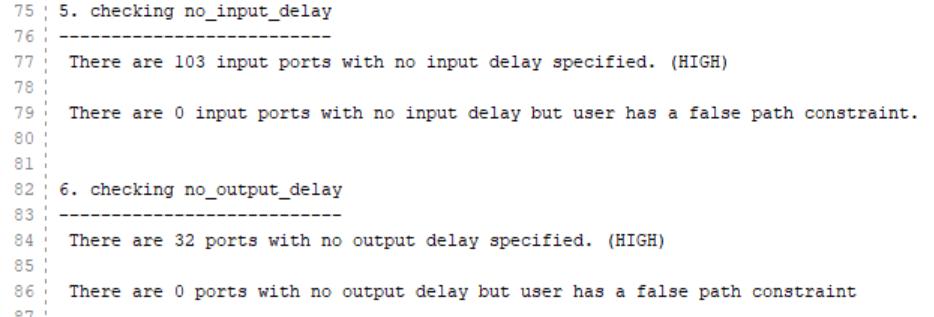 75 5. checking no_input_delay
76 --------------------------
77 There are 103 input ports with no input delay specified. (HIGH)
78
79 There are 0 input ports with no input delay but user has a false path constraint.
80
81
82 6. checking no_output_delay
83 ---------------------------
84 There are 32 ports with no output delay specified. (HIGH)
85
86 There are 0 ports with no output delay but user has a false path constraint
87